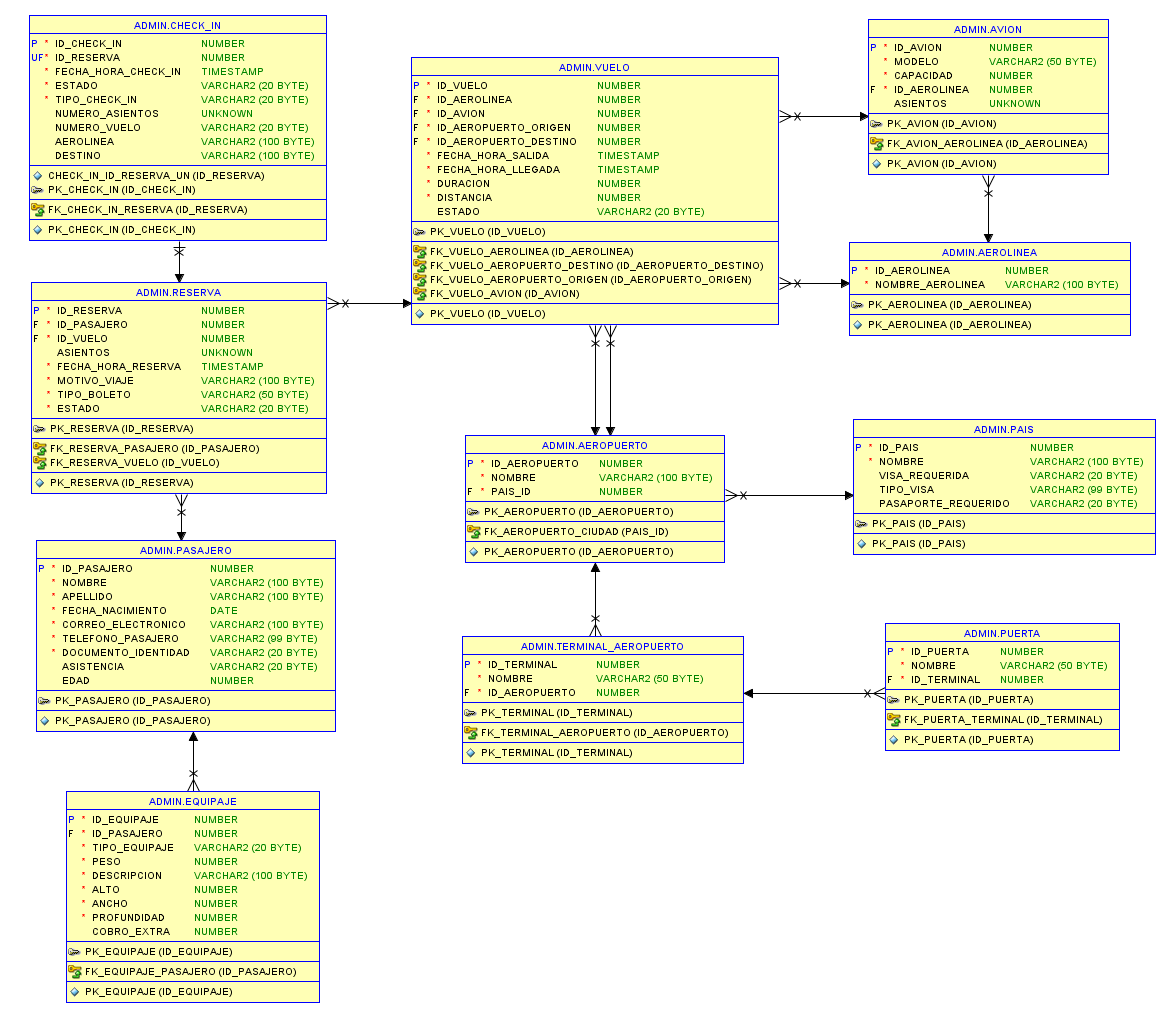 ADMIN.CHECK_IN
P * ID_CHECK_IN NUMBER
UF* ID_RESERVA NUMBER
* FECHA_HORA_CHECK_IN TIMESTAMP
* ESTADO VARCHAR2 (20 BYTE)
* TIPO_CHECK_IN VARCHAR2 (20 BYTE)
NUMERO_ASIENTOS UNKNOWN
NUMERO_VUELO VARCHAR2 (20 BYTE)
AEROLINEA VARCHAR2 (100 BYTE)
DESTINO VARCHAR2 (100 BYTE)
CHECK_IN_ID_RESERVA_UN (ID_RESERVA)
PK_CHECK_IN (ID_CHECK_IN)
FK_CHECK_IN_RESERVA (ID_RESERVA)
PK_CHECK_IN (ID_CHECK_IN)
ADMIN.VUELO
P * ID_VUELO NUMBER
F * ID_AEROLINEA NUMBER
F * ID_AVION NUMBER
F * ID_AEROPUERTO_ORIGEN NUMBER
F * ID_AEROPUERTO_DESTINO NUMBER
* FECHA_HORA_SALIDA TIMESTAMP
* FECHA_HORA_LLEGADA TIMESTAMP
* DURACION NUMBER
* DISTANCIA NUMBER
ESTADO VARCHAR2 (20 BYTE)
PK_VUELO (ID_VUELO)
FK_VUELO_AEROLINEA (ID_AEROLINEA)
FK_VUELO_AEROPUERTO_DESTINO (ID_AEROPUERTO_DESTINO)
FK_VUELO_AEROPUERTO_ORIGEN (ID_AEROPUERTO_ORIGEN)
FK_VUELO_AVION (ID_AVION)
PK_VUELO (ID_VUELO)
ADMIN.AVION
P * ID_AVION NUMBER
* MODELO VARCHAR2 (50 BYTE)
* CAPACIDAD NUMBER
F * ID_AEROLINEA NUMBER
ASIENTOS UNKNOWN
PK_AVION (ID_AVION)
FK_AVION_AEROLINEA (ID_AEROLINEA)
PK_AVION (ID_AVION)
ADMIN.AEROLINEA
P * ID_AEROLINEA NUMBER
* NOMBRE_AEROLINEA VARCHAR2 (100 BYTE)
PK_AEROLINEA (ID_AEROLINEA)
PK_AEROLINEA (ID_AEROLINEA)
ADMIN.RESERVA
P * ID_RESERVA NUMBER
F * ID_PASAJERO NUMBER
F * ID_VUELO NUMBER
ASIENTOS UNKNOWN
* FECHA_HORA_RESERVA TIMESTAMP
* MOTIVO_VIAJE VARCHAR2 (100 BYTE)
* TIPO_BOLETO VARCHAR2 (50 BYTE)
* ESTADO VARCHAR2 (20 BYTE)
PK_RESERVA (ID_RESERVA)
FK_RESERVA_PASAJERO (ID_PASAJERO)
FK_RESERVA_VUELO (ID_VUELO)
PK_RESERVA (ID_RESERVA)
ADMIN.AEROPUERTO
P * ID_AEROPUERTO NUMBER
* NOMBRE VARCHAR2 (100 BYTE)
F * PAIS_ID NUMBER
PK_AEROPUERTO (ID_AEROPUERTO)
FK_AEROPUERTO_CIUDAD (PAIS_ID)
PK_AEROPUERTO (ID_AEROPUERTO)
ADMIN.PAIS
P * ID_PAIS NUMBER
* NOMBRE VARCHAR2 (100 BYTE)
VISA_REQUERIDA VARCHAR2 (20 BYTE)
TIPO_VISA VARCHAR2 (99 BYTE)
PASAPORTE_REQUERIDO VARCHAR2 (20 BYTE)
PK_PAIS (ID_PAIS)
PK_PAIS (ID_PAIS)
ADMIN.PASAJERO
P * ID_PASAJERO NUMBER
* NOMBRE VARCHAR2 (100 BYTE)
* APELLIDO VARCHAR2 (100 BYTE)
* FECHA_NACIMIENTO DATE
* CORREO_ELECTRONICO VARCHAR2 (100 BYTE)
* TELEFONO_PASAJERO VARCHAR2 (99 BYTE)
* DOCUMENTO_IDENTIDAD VARCHAR2 (20 BYTE)
ASISTENCIA VARCHAR2 (20 BYTE)
EDAD NUMBER
PK_PASAJERO (ID_PASAJERO)
PK_PASAJERO (ID_PASAJERO)
ADMIN.TERMINAL_AEROPUERTO
P * ID_TERMINAL NUMBER
* NOMBRE VARCHAR2 (50 BYTE)
F * ID_AEROPUERTO NUMBER
PK_TERMINAL (ID_TERMINAL)
FK_TERMINAL_AEROPUERTO (ID_AEROPUERTO)
PK_TERMINAL (ID_TERMINAL)
ADMIN.PUERTA
P * ID_PUERTA NUMBER
* NOMBRE VARCHAR2 (50 BYTE)
F * ID_TERMINAL NUMBER
PK_PUERTA (ID_PUERTA)
FK_PUERTA_TERMINAL (ID_TERMINAL)
PK_PUERTA (ID_PUERTA)
ADMIN.EQUIPAJE
P * ID_EQUIPAJE NUMBER
F * ID_PASAJERO NUMBER
* TIPO_EQUIPAJE VARCHAR2 (20 BYTE)
* PESO NUMBER
* DESCRIPCION VARCHAR2 (100 BYTE)
* ALTO NUMBER
* ANCHO NUMBER
* PROFUNDIDAD NUMBER
COBRO_EXTRA NUMBER
PK_EQUIPAJE (ID_EQUIPAJE)
FK_EQUIPAJE_PASAJERO (ID_PASAJERO)
PK_EQUIPAJE (ID_EQUIPAJE)